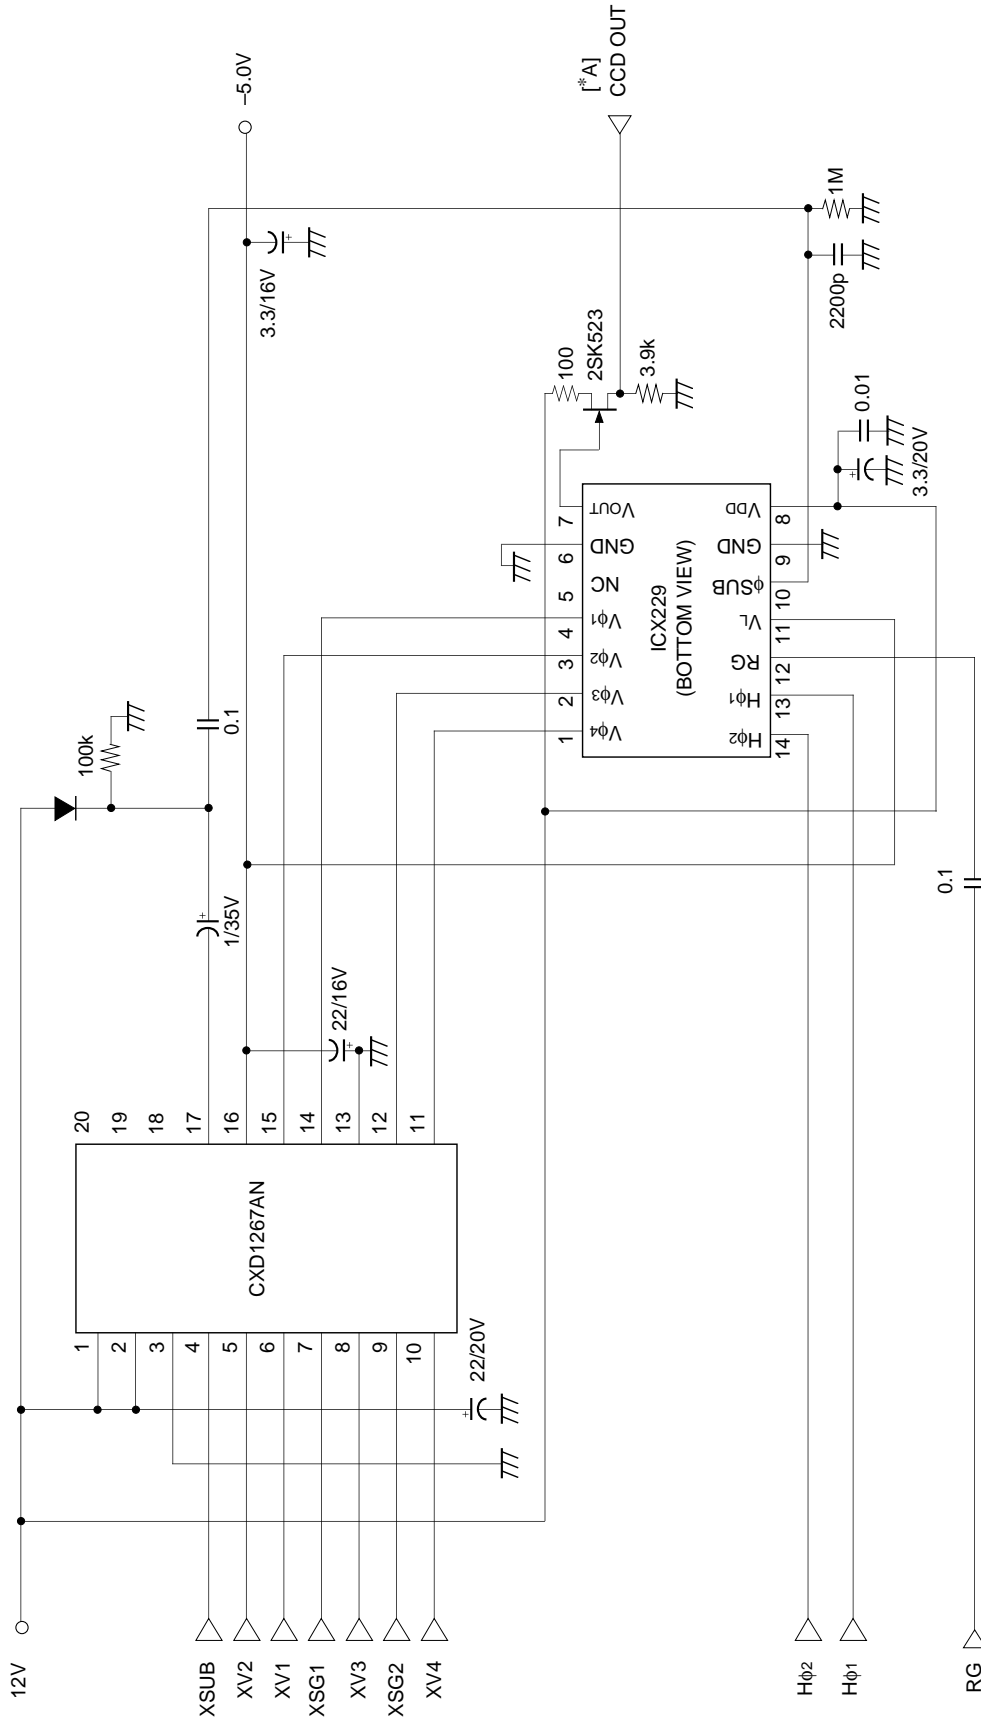 12V
XSUB
XV2
XV1
XSG1
XV3
XSG2
XV4
Hϕ2
Hϕ1
RG
22/20V
1
2
3
4
5
6
7
8
9
10
CXD1267AN
20
19
18
17
16
15
14
13
12
11
22/16V
1/35V
100k
0.1
3.3/16V
–5.0V
0.1
ICX229
(BOTTOM VIEW)
1
2
3
4
5
6
7
Vϕ4
Vϕ3
Vϕ2
Vϕ1
NC
GND
VOUT
Hϕ2
Hϕ1
RG
VL
ϕSUB
GND
VDD
14
13
12
11
10
9
8
100
2SK523
3.9k
[*A]
CCD OUT
3.3/20V
0.01
2200p
1M